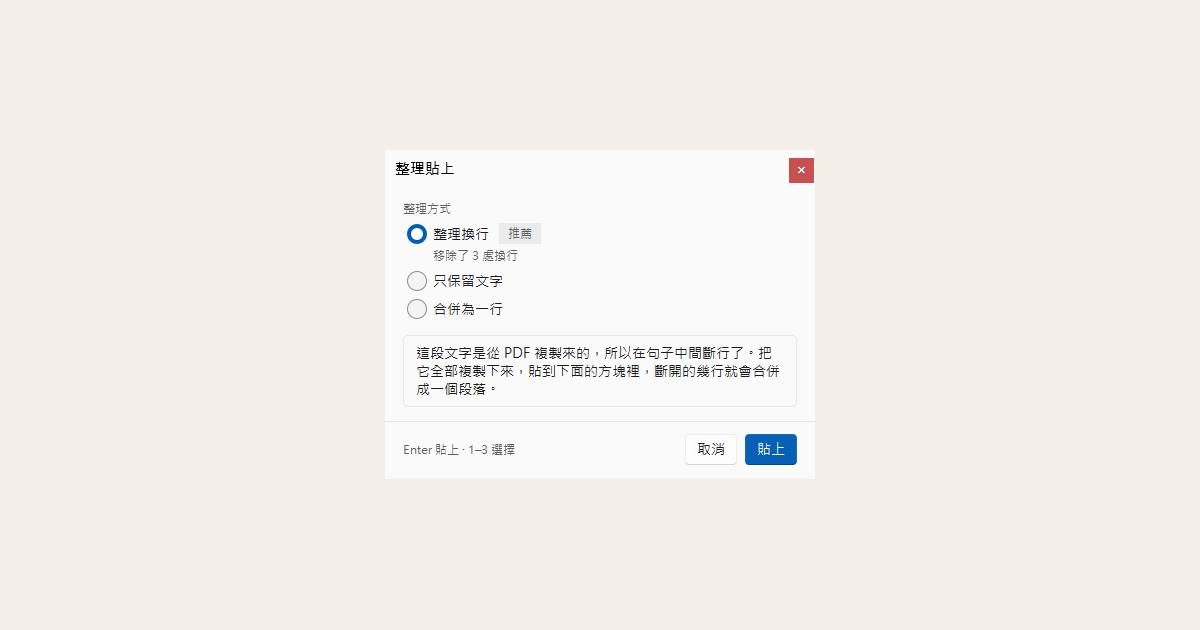 整理貼上
×
整理方式
整理換行 推薦
移除了 3 處換行
只保留文字
合併為一行
這段文字是從 PDF 複製來的，所以在句子中間斷行了。把
它全部複製下來，貼到下面的方塊裡，斷開的幾行就會合併
成一個段落。
Enter 貼上 · 1–3 選擇
取消
貼上